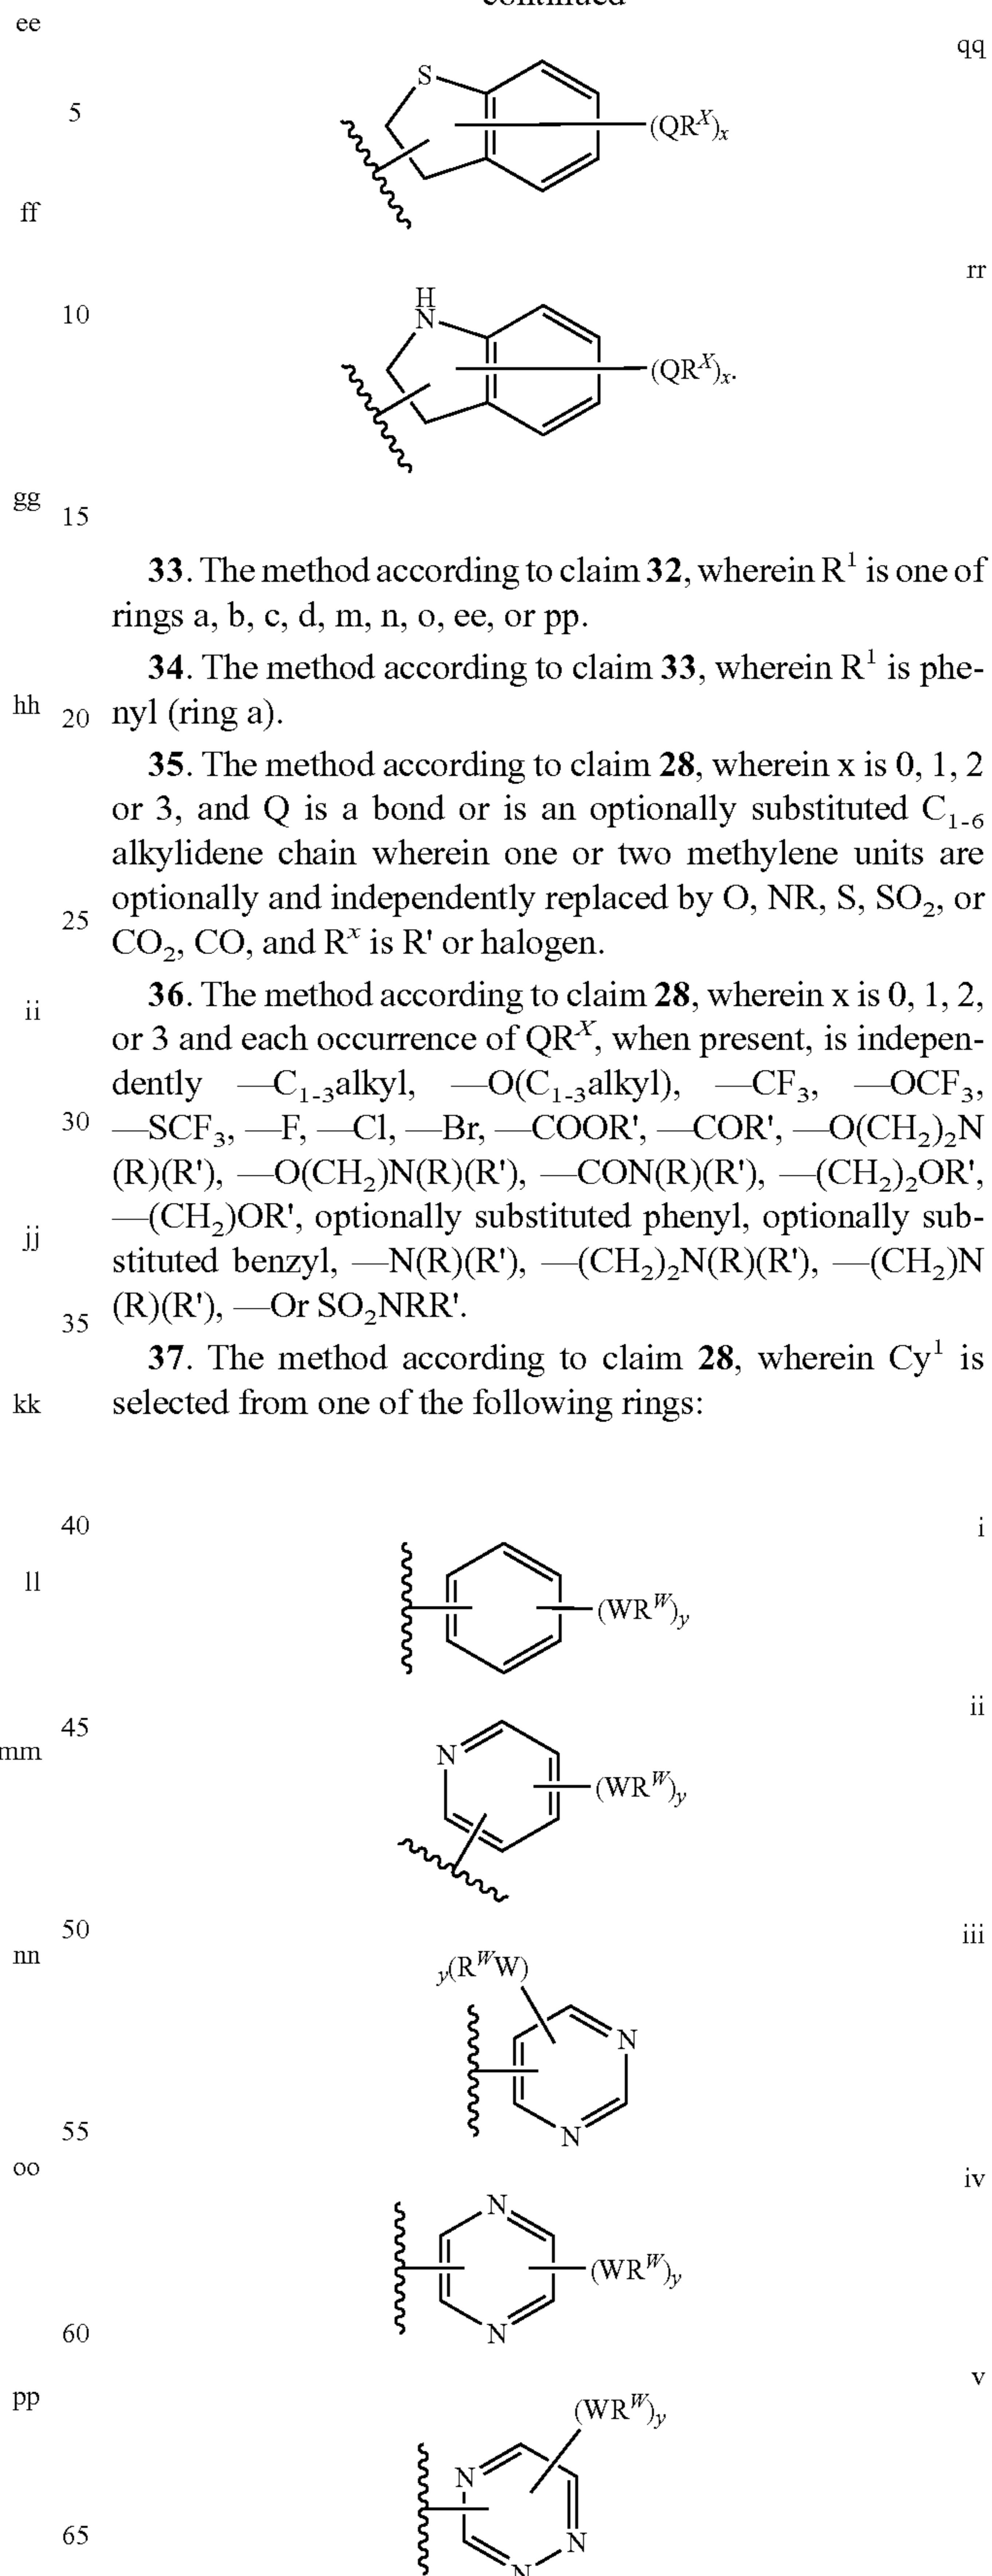 continued
ee
qq
S
5
(QR^X)_x
ff
rr
H
10
N
(QR^X)_x.
gg
15
33. The method according to claim 32, wherein R^1 is one of
rings a, b, c, d, m, n, o, ee, or pp.
34. The method according to claim 33, wherein R^1 is phe-
hh
20
nyl (ring a).
35. The method according to claim 28, wherein x is 0, 1, 2
or 3, and Q is a bond or is an optionally substituted C_{1-6}
alkylidene chain wherein one or two methylene units are
optionally and independently replaced by O, NR, S, SO_2, or
25
CO_2, CO, and R^x is R' or halogen.
36. The method according to claim 28, wherein x is 0, 1, 2,
ii
or 3 and each occurrence of QR^X, when present, is indepen-
dently —C_{1-3}alkyl, —O(C_{1-3}alkyl), —CF_3, —OCF_3,
30
—SCF_3, —F, —Cl, —Br, —COOR', —COR', —O(CH_2)_2N
(R)(R'), —O(CH_2)N(R)(R'), —CON(R)(R'), —(CH_2)_2OR',
—(CH_2)OR', optionally substituted phenyl, optionally sub-
jj
stituted benzyl, —N(R)(R'), —(CH_2)_2N(R)(R'), —(CH_2)N
(R)(R'), —Or SO_2NRR'.
35
37. The method according to claim 28, wherein Cy^1 is
kk
selected from one of the following rings:
40
i
ll
(WR^W)_y
ii
45
mm
N
(WR^W)_y
50
iii
nn
y(R^WW)
N
55
N
oo
iv
N
(WR^W)_y
60
N
v
pp
(WR^W)_y
N
65
N
N